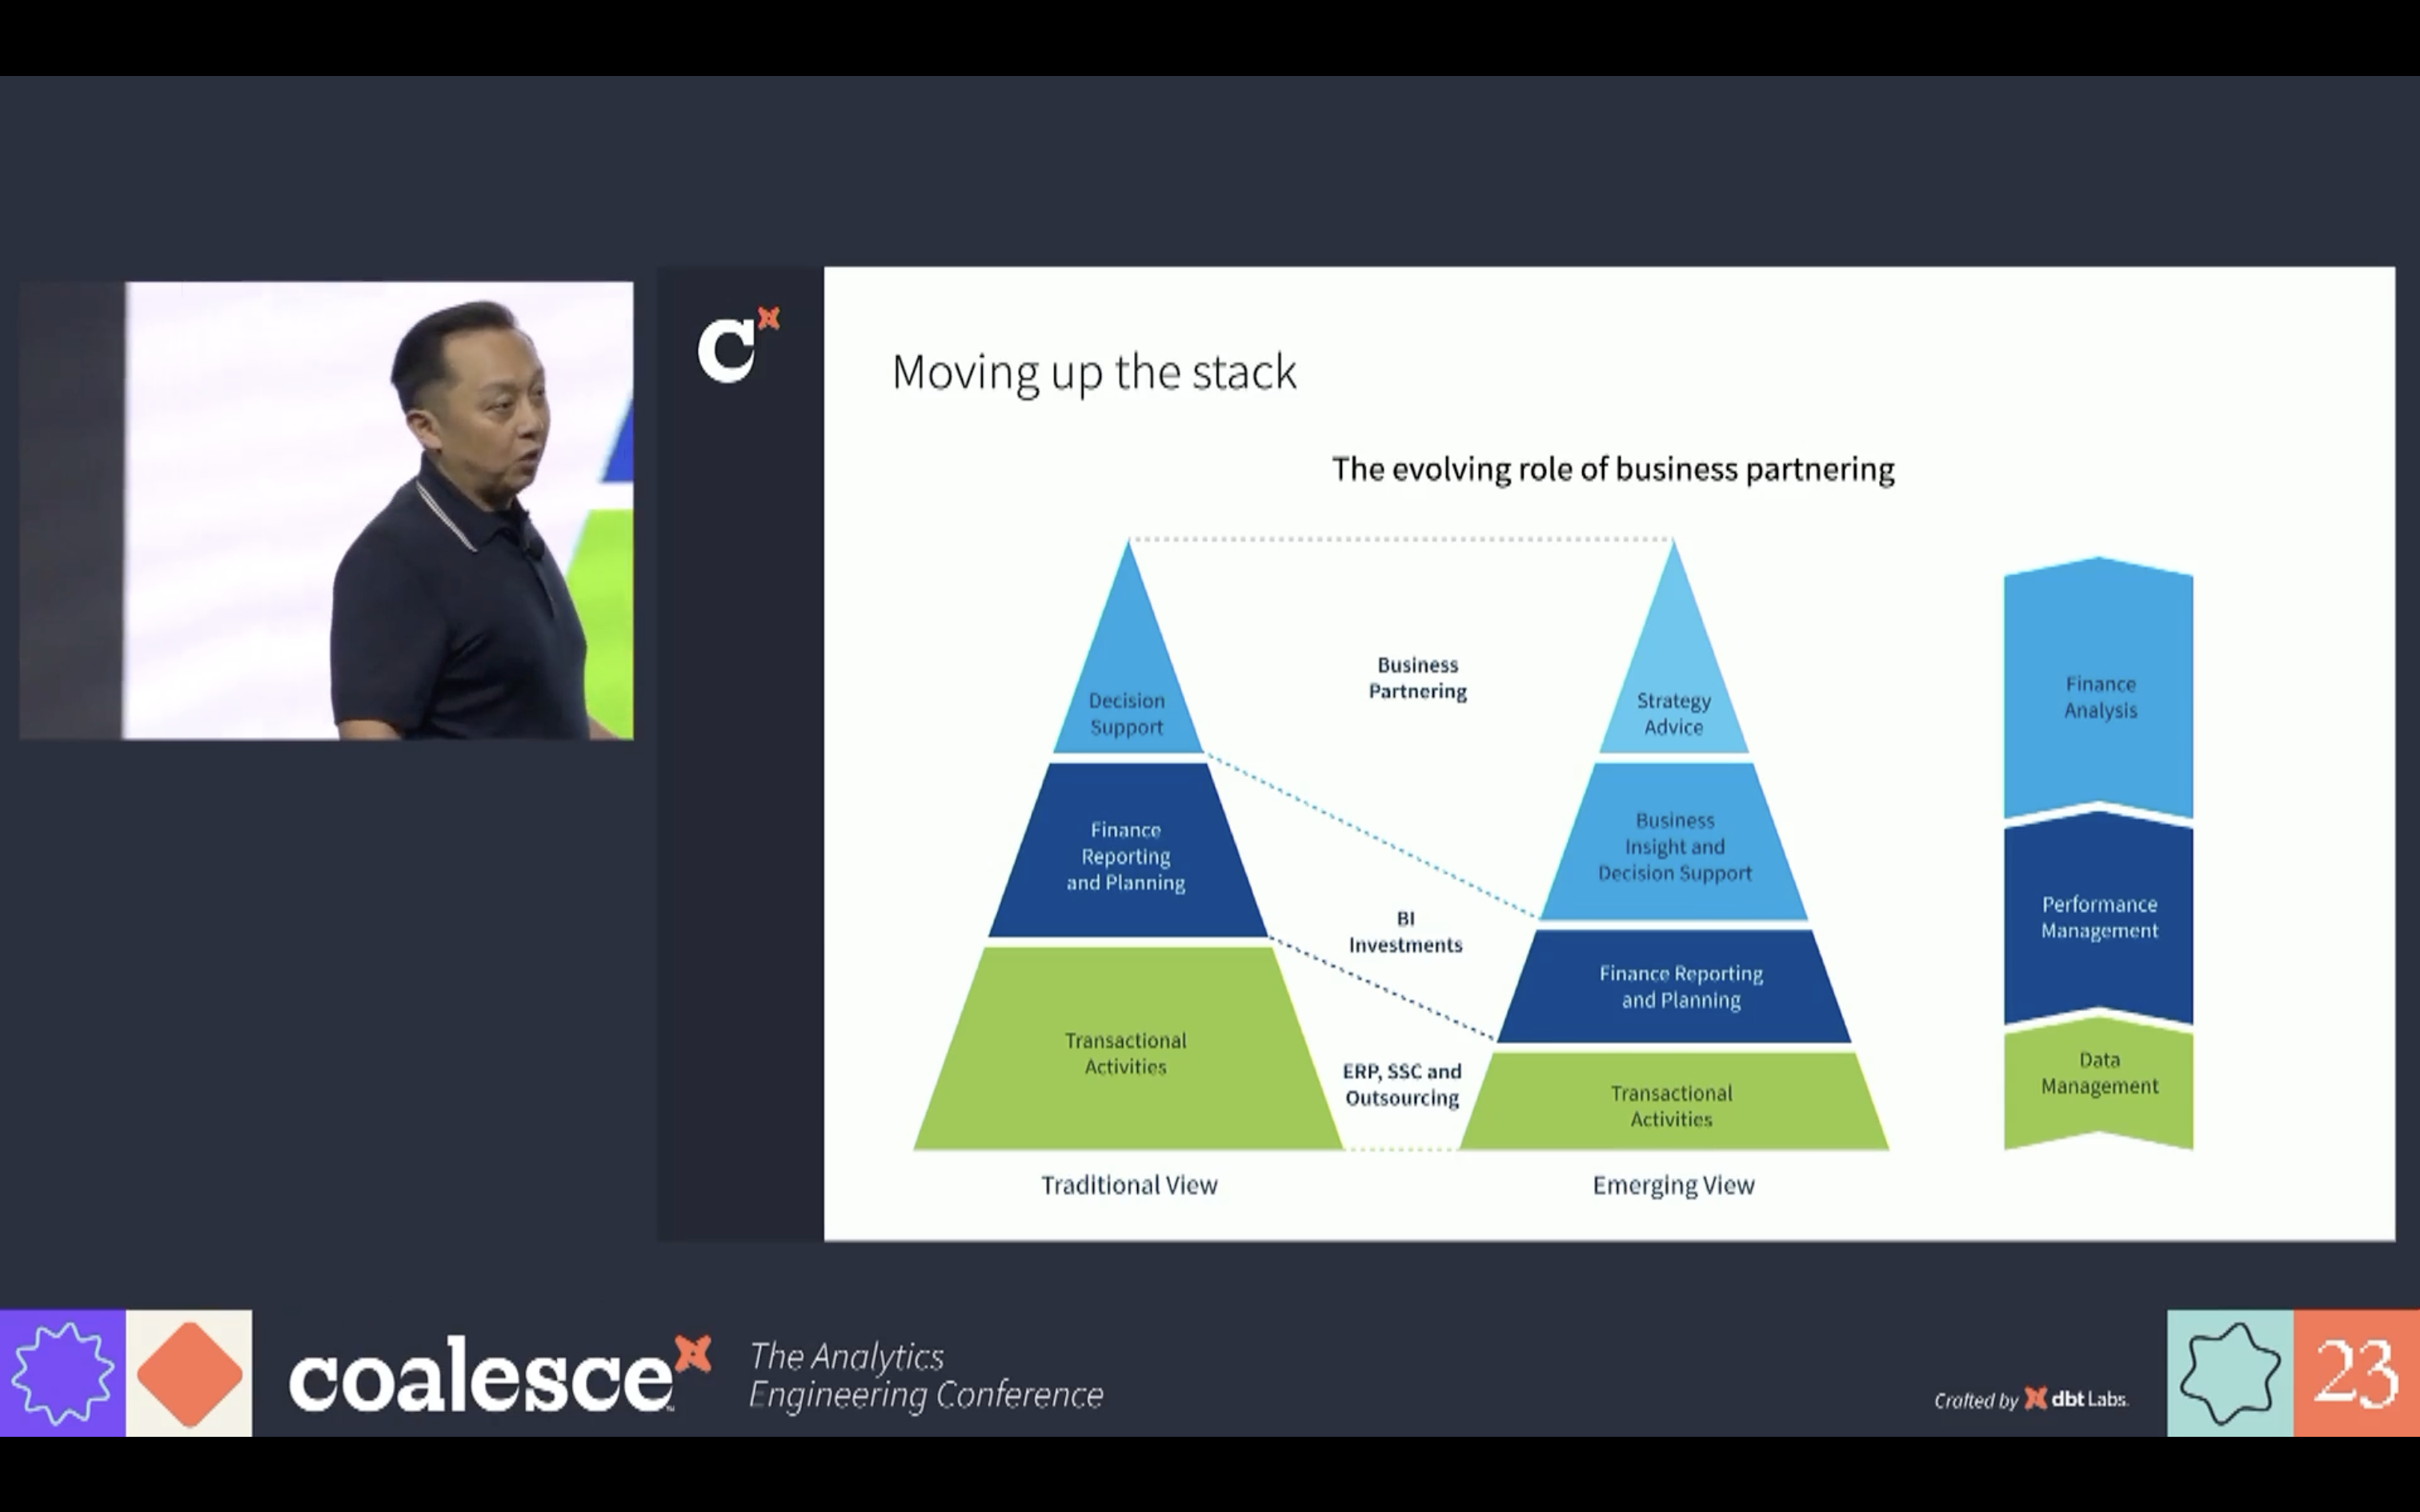 C
Moving up the stack
The evolving role of business partnering
Decision
Support
Finance
Reporting
and Planning
Transactional
Activities
Traditional View
Business
Partnering
BI
Investments
ERP, SSC and
Outsourcing
Strategy
Advice
Business
Insight and
Decision Support
Finance Reporting
and Planning
Transactional
Activities
Emerging View
Finance
Analysis
Performance
Management
Data
Management
coalesce
The Analytics
Engineering Conference
Crafted by dbt Labs.
23